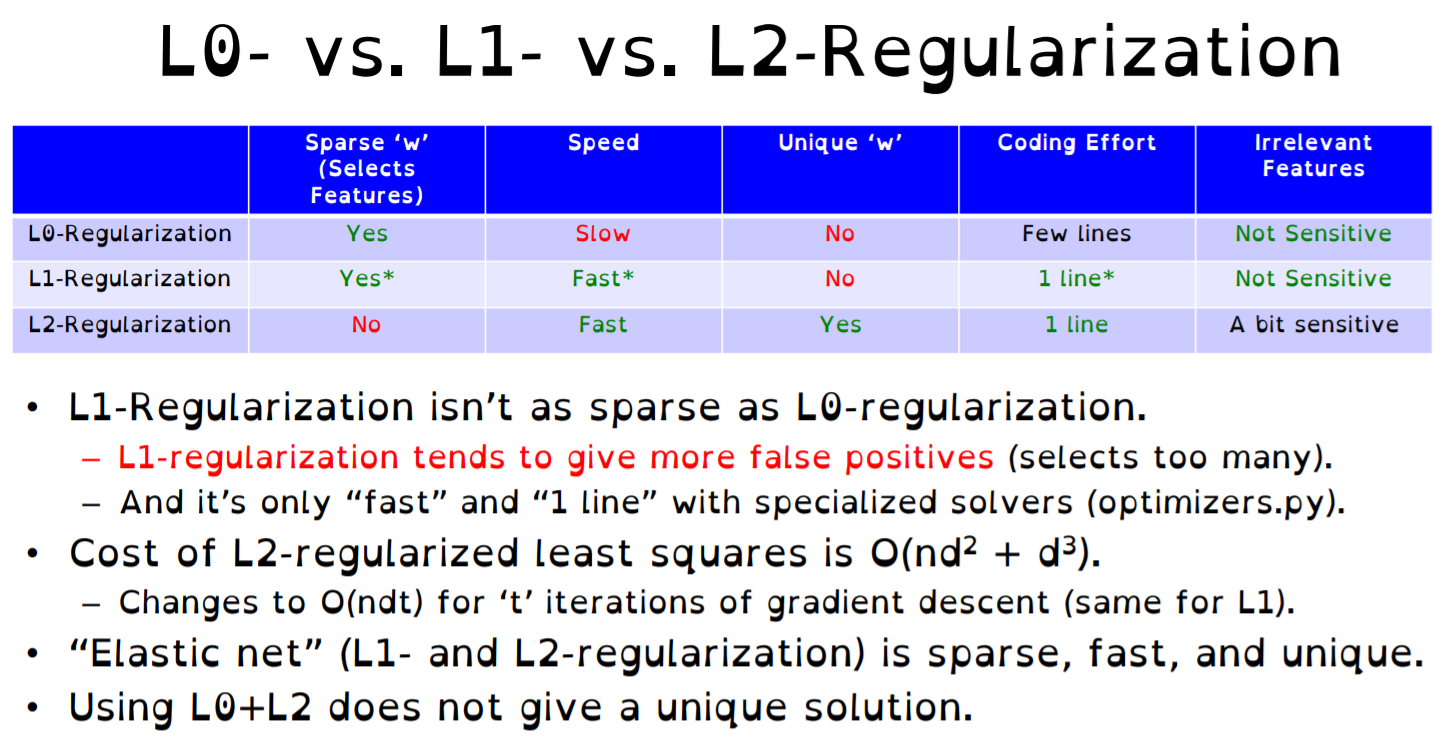 L0- vs. L1- vs. L2-Regularization
Sparse ‘w’ (Selects Features) Speed Unique ‘w’ Coding Effort Irrelevant Features
L0-Regularization Yes Slow No Few lines Not Sensitive
L1-Regularization Yes* Fast* No 1 line* Not Sensitive
L2-Regularization No Fast Yes 1 line A bit sensitive
• L1-Regularization isn’t as sparse as L0-regularization.
– L1-regularization tends to give more false positives (selects too many).
– And it’s only “fast” and “1 line” with specialized solvers (optimizers.py).
• Cost of L2-regularized least squares is O(nd² + d³).
– Changes to O(ndt) for ‘t’ iterations of gradient descent (same for L1).
• “Elastic net” (L1- and L2-regularization) is sparse, fast, and unique.
• Using L0+L2 does not give a unique solution.